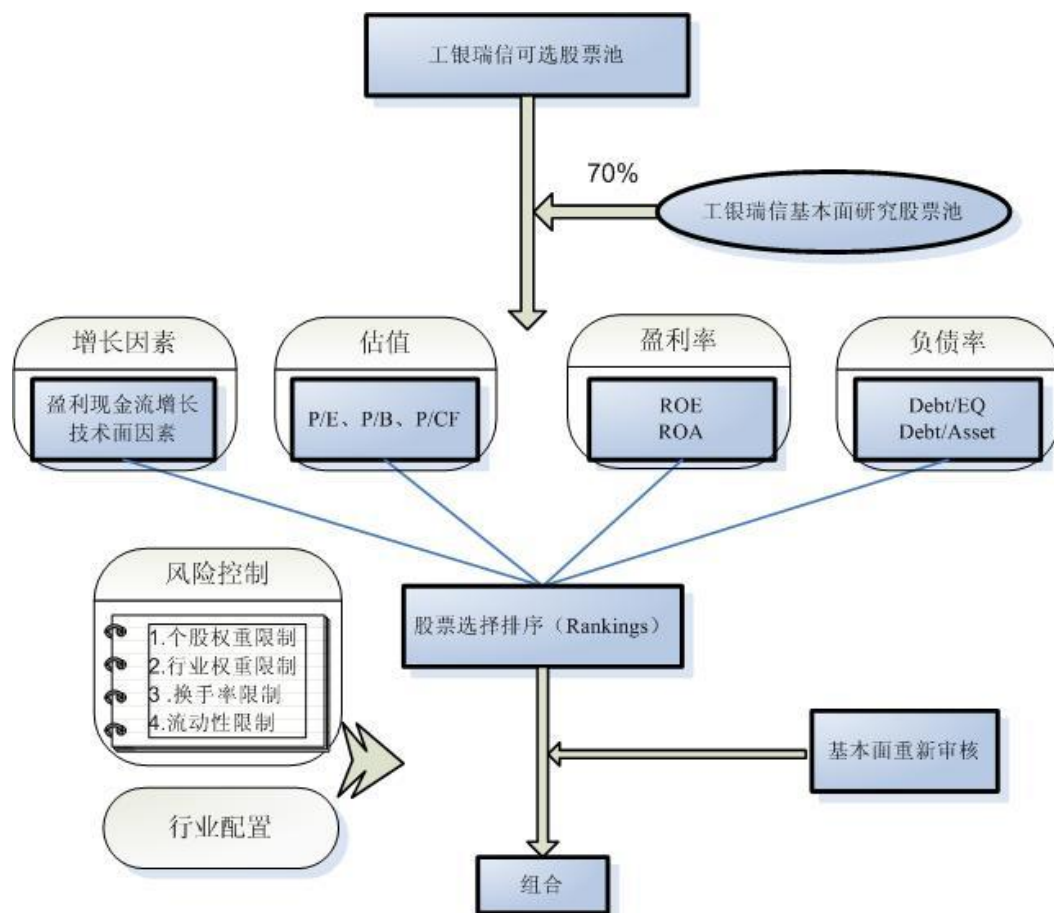 工银瑞信可选股票池
70%
工银瑞信基本面研究股票池
增长因素
盈利现金流增长
技术面因素
估值
P/E、P/B、P/CF
盈利率
ROE
ROA
负债率
Debt/EQ
Debt/Asset
风险控制
1.个股权重限制
2.行业权重限制
3 .换手率限制
4.流动性限制
股票选择排序（Rankings）
基本面重新审核
行业配置
组合